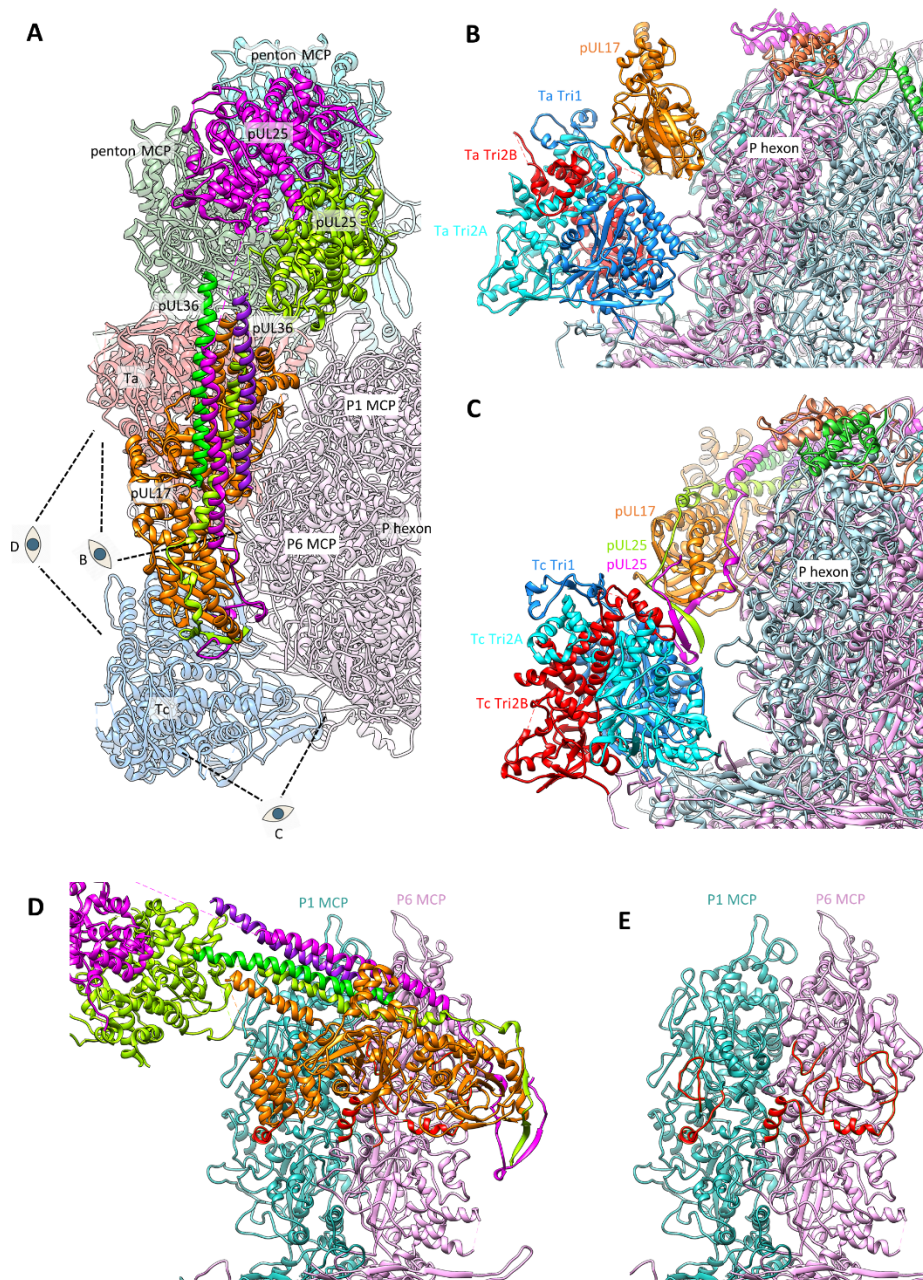 A
penton MCP
pUL25
penton MCP
pUL25
pUL36
pUL36
Ta
P1 MCP
pUL17
P hexon
P6 MCP
D
B
Tc
C
B
pUL17
Ta Tri1
P hexon
Ta Tri2B
Ta Tri2A
C
pUL17
pUL25
pUL25
P hexon
Tc Tri1
Tc Tri2A
Tc Tri2B
D
P1 MCP
P6 MCP
E
P1 MCP
P6 MCP